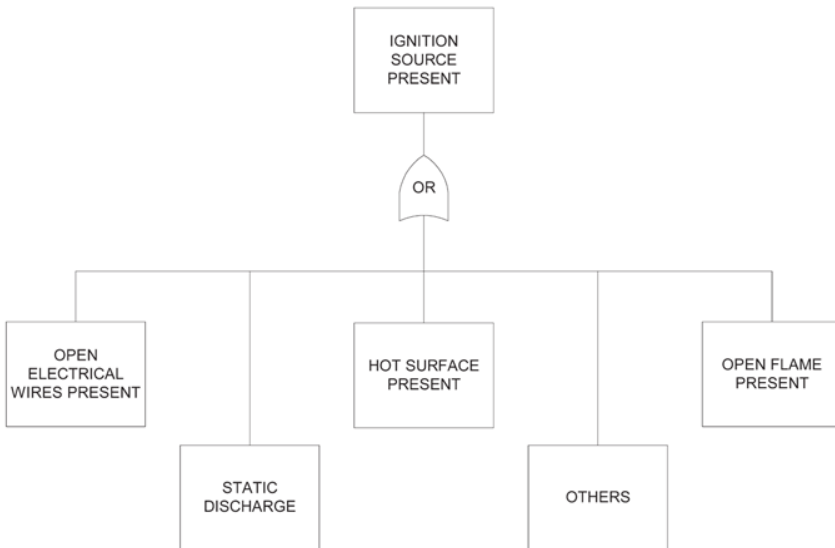 IGNITION
SOURCE
PRESENT
OR
OPEN
ELECTRICAL
WIRES PRESENT
HOT SURFACE
PRESENT
OPEN FLAME
PRESENT
STATIC
DISCHARGE
OTHERS